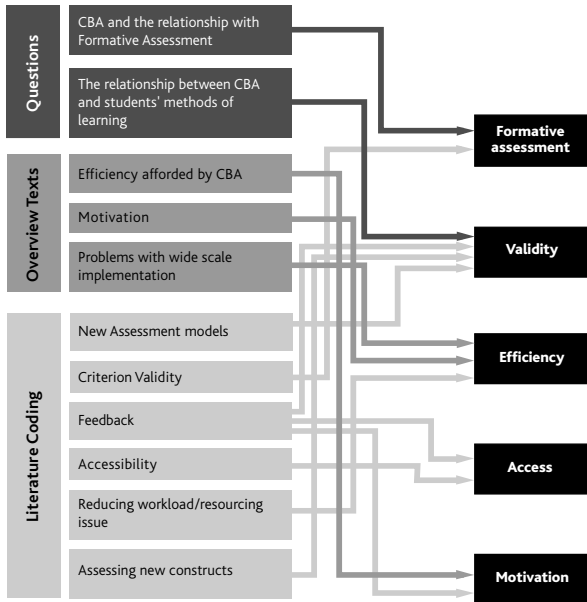 Questions
CBA and the relationship with
Formative Assessment
The relationship between CBA
and students' methods of
learning
Overview Texts
Efficiency afforded by CBA
Motivation
Problems with wide scale
implementation
Literature Coding
New Assessment models
Criterion Validity
Feedback
Accessibility
Reducing workload/resourcing
issue
Assessing new constructs
Formative
assessment
Validity
Efficiency
Access
Motivation